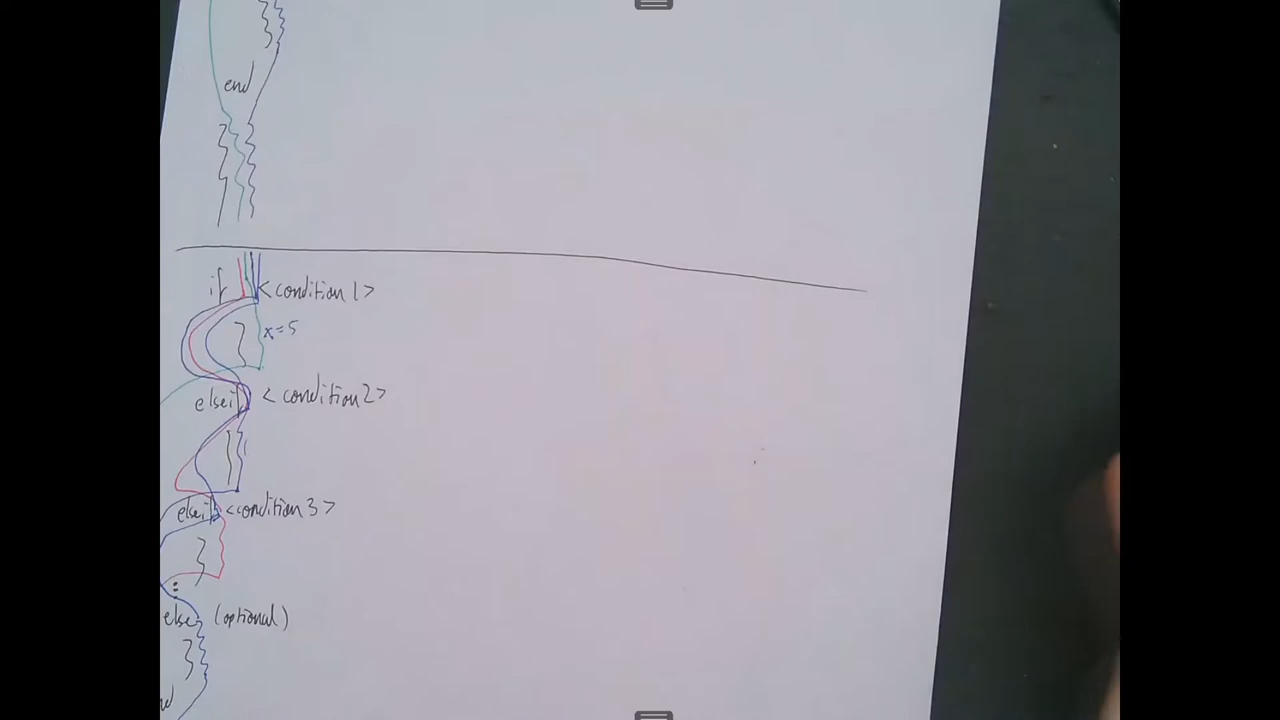 end
if <condition 1>
x=5
elseif <condition 2>
elseif <condition 3>
:
else (optional)